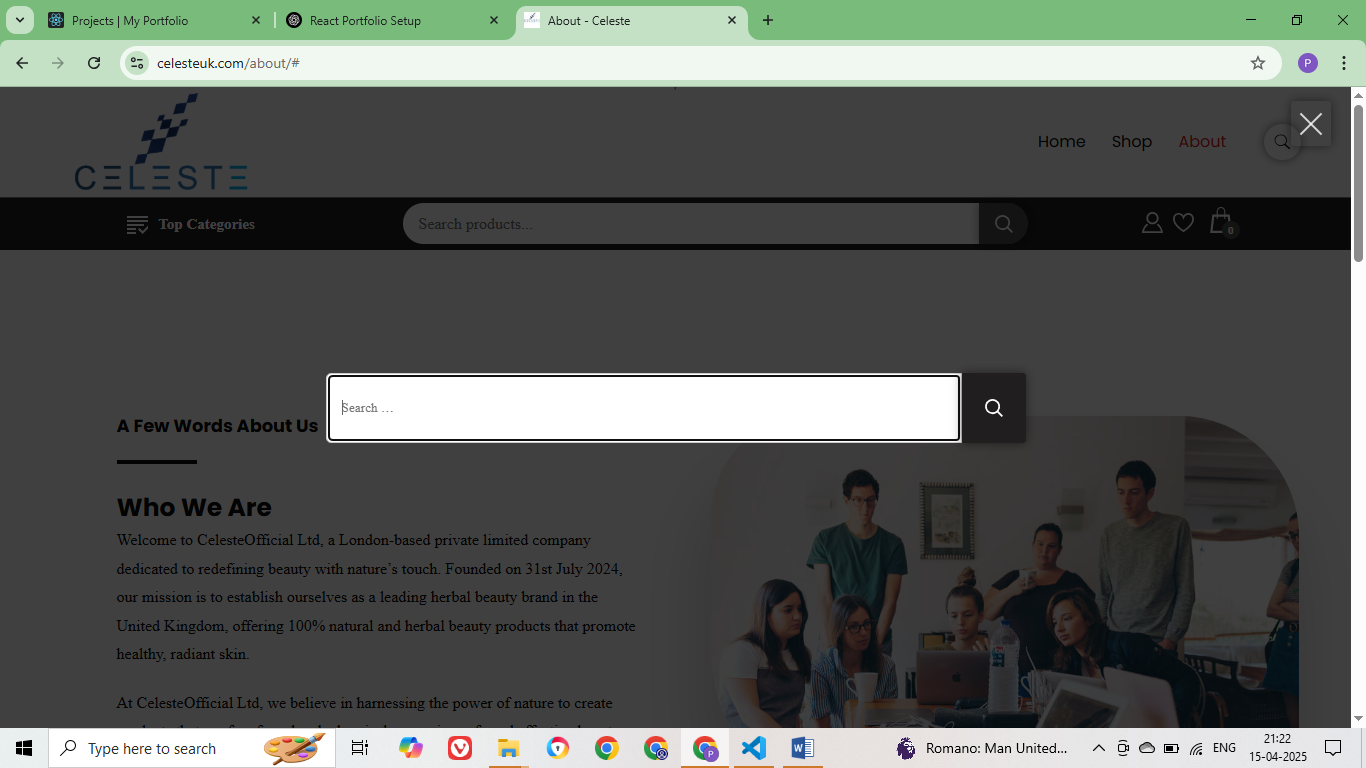 Projects | My Portfolio
React Portfolio Setup
About - Celeste
celesteuk.com/about/#
P
CELESTE
Home
Shop
About
Top Categories
Search products...
0
Search …
A Few Words About Us
Who We Are
Welcome to CelesteOfficial Ltd, a London-based private limited company
dedicated to redefining beauty with nature’s touch. Founded on 31st July 2024,
our mission is to establish ourselves as a leading herbal beauty brand in the
United Kingdom, offering 100% natural and herbal beauty products that promote
healthy, radiant skin.
At CelesteOfficial Ltd, we believe in harnessing the power of nature to create
Type here to search
P
Romano: Man United...
ENG
21:22
15-04-2025